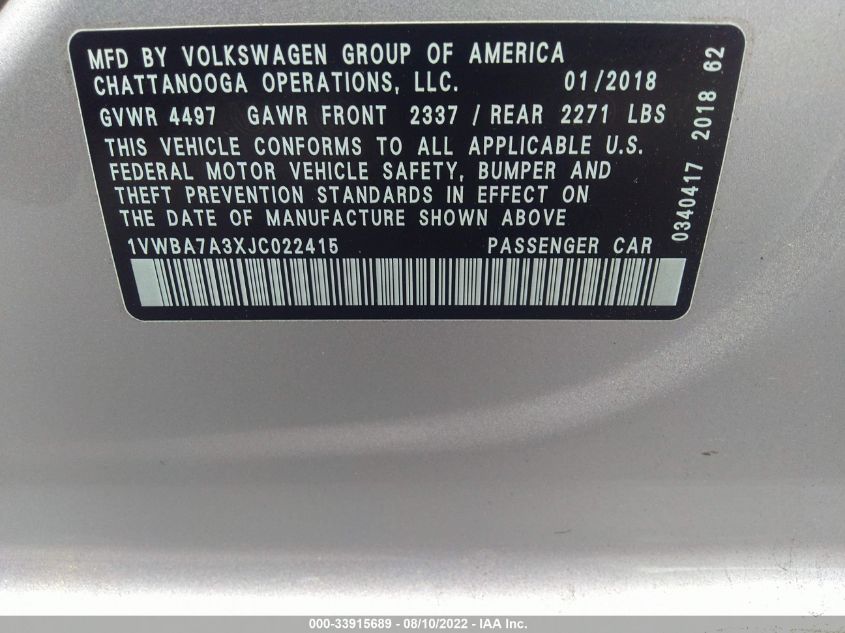 MFD BY VOLKSWAGEN GROUP OF AMERICA
CHATTANOOGA OPERATIONS, LLC. 01/2018
GVWR 4497 GAWR FRONT 2337 / REAR 2271 LBS
THIS VEHICLE CONFORMS TO ALL APPLICABLE U.S.
FEDERAL MOTOR VEHICLE SAFETY, BUMPER AND
THEFT PREVENTION STANDARDS IN EFFECT ON
THE DATE OF MANUFACTURE SHOWN ABOVE
1VWBA7A3XJC022415 PASSENGER CAR
0340417 2018 62
000-33915689 - 08/10/2022 - IAA Inc.